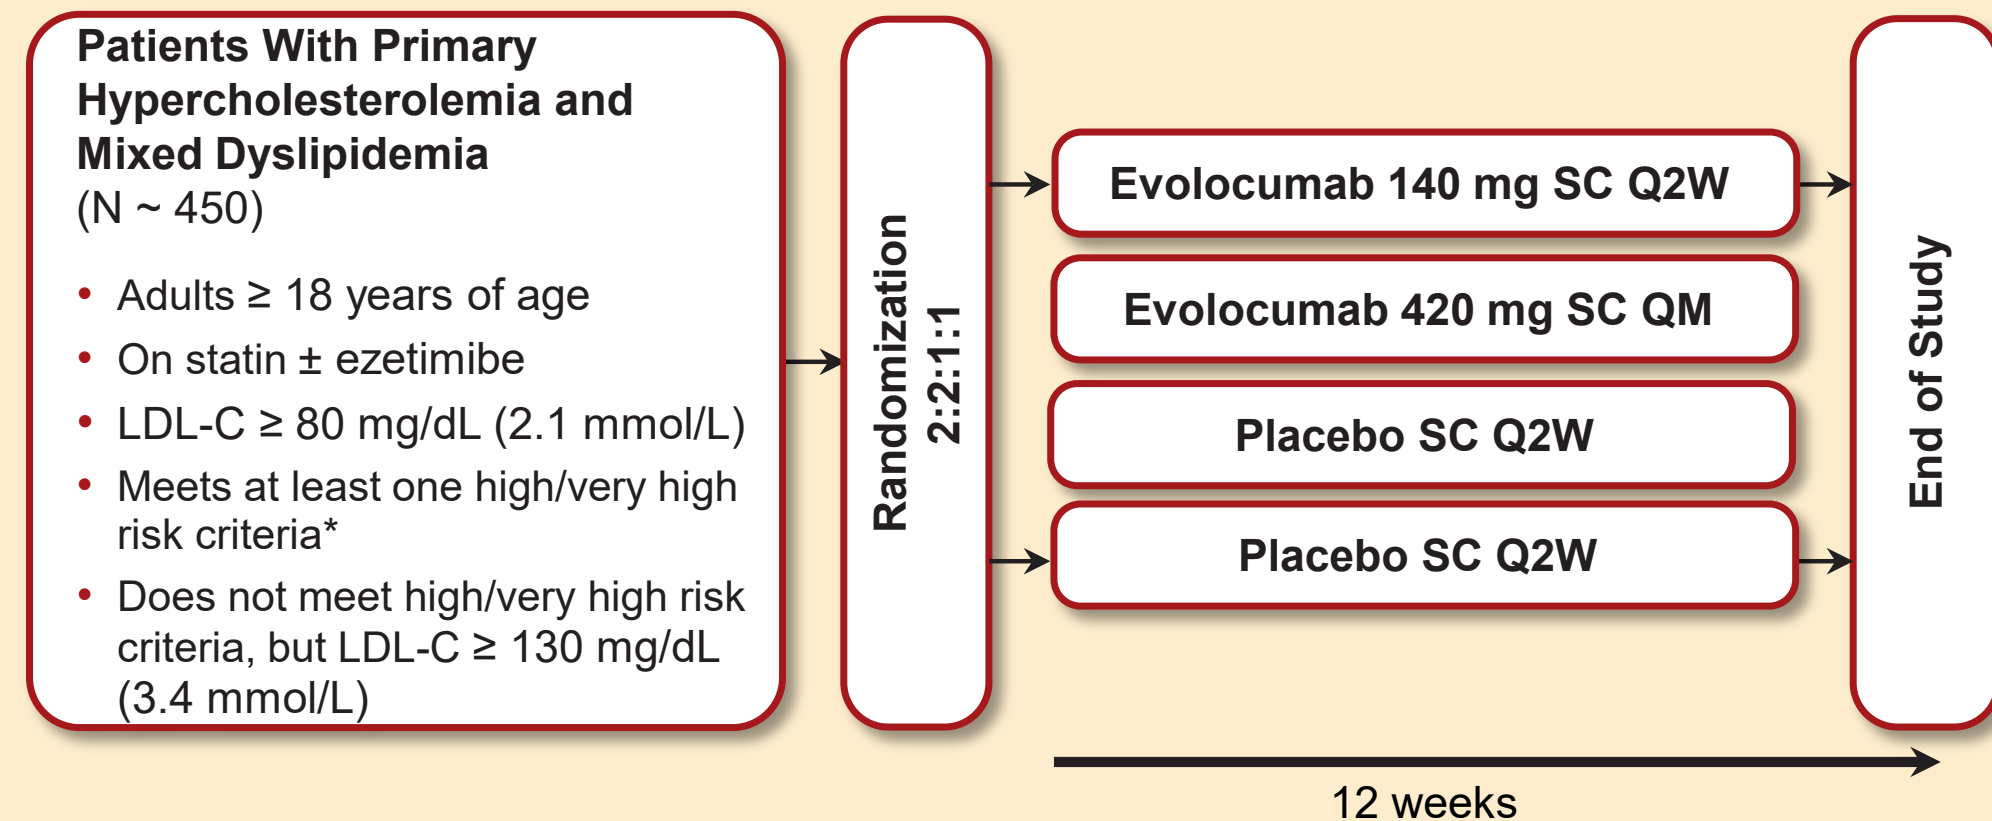 Patients With Primary
Hypercholesterolemia and
Mixed Dyslipidemia
(N ~ 450)
• Adults ≥ 18 years of age
• On statin ± ezetimibe
• LDL-C ≥ 80 mg/dL (2.1 mmol/L)
• Meets at least one high/very high
risk criteria*
• Does not meet high/very high risk
criteria, but LDL-C ≥ 130 mg/dL
(3.4 mmol/L)
Randomization
2:2:1:1
Evolocumab 140 mg SC Q2W
Evolocumab 420 mg SC QM
Placebo SC Q2W
Placebo SC Q2W
End of Study
12 weeks